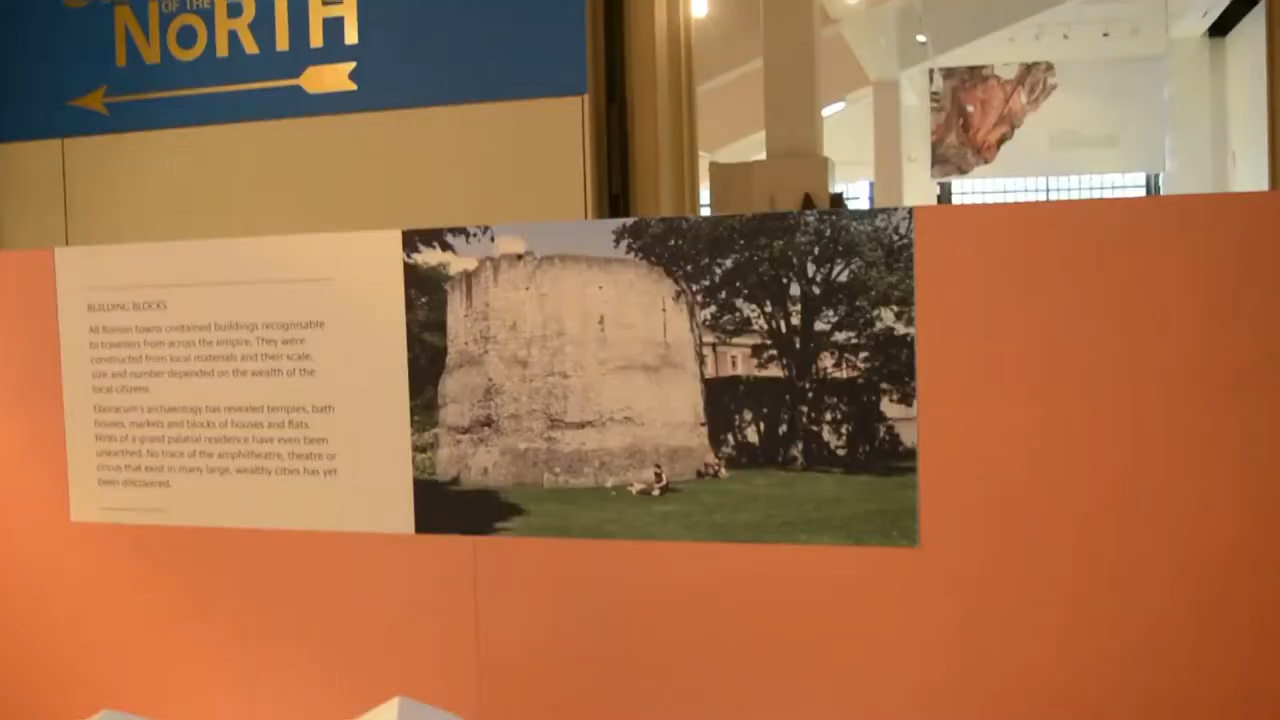 OF THE
NORTH
BUILDING BLOCKS
All Roman towns contained buildings recognisable
to travellers from across the empire. They were
constructed from local materials and their scale,
size and number depended on the wealth of the
local citizens.
Eboracum's archaeology has revealed temples, bath
houses, markets and blocks of houses and flats.
Hints of a grand palatial residence have even been
unearthed. No trace of the amphitheatre, theatre or
circus that exist in many large, wealthy cities has yet
been discovered.